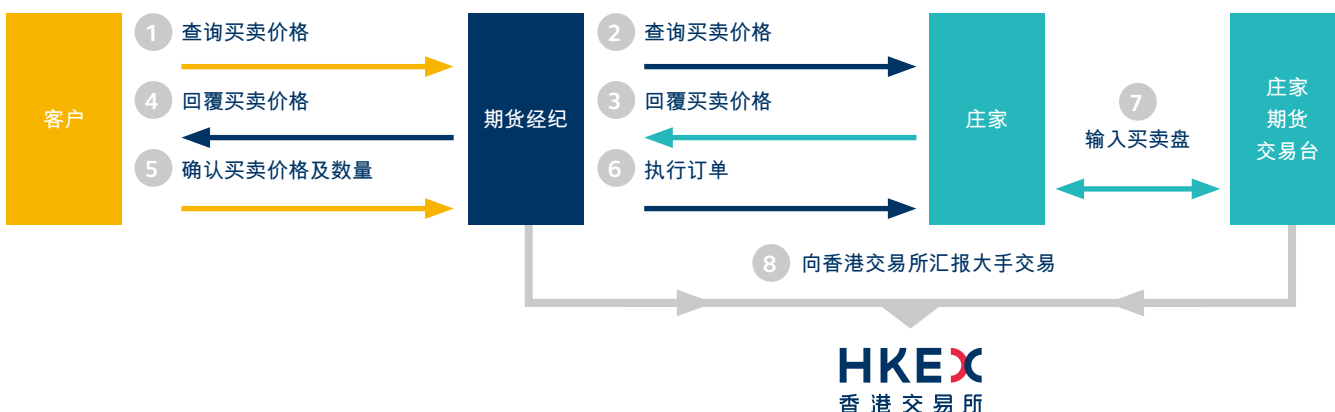 1 查询买卖价格
2 查询买卖价格
客户
4 回覆买卖价格
期货经纪
3 回覆买卖价格
庄家
7
输入买卖盘
庄家
期货
交易台
5 确认买卖价格及数量
6 执行订单
8 向香港交易所汇报大手交易
HKEX
香港交易所